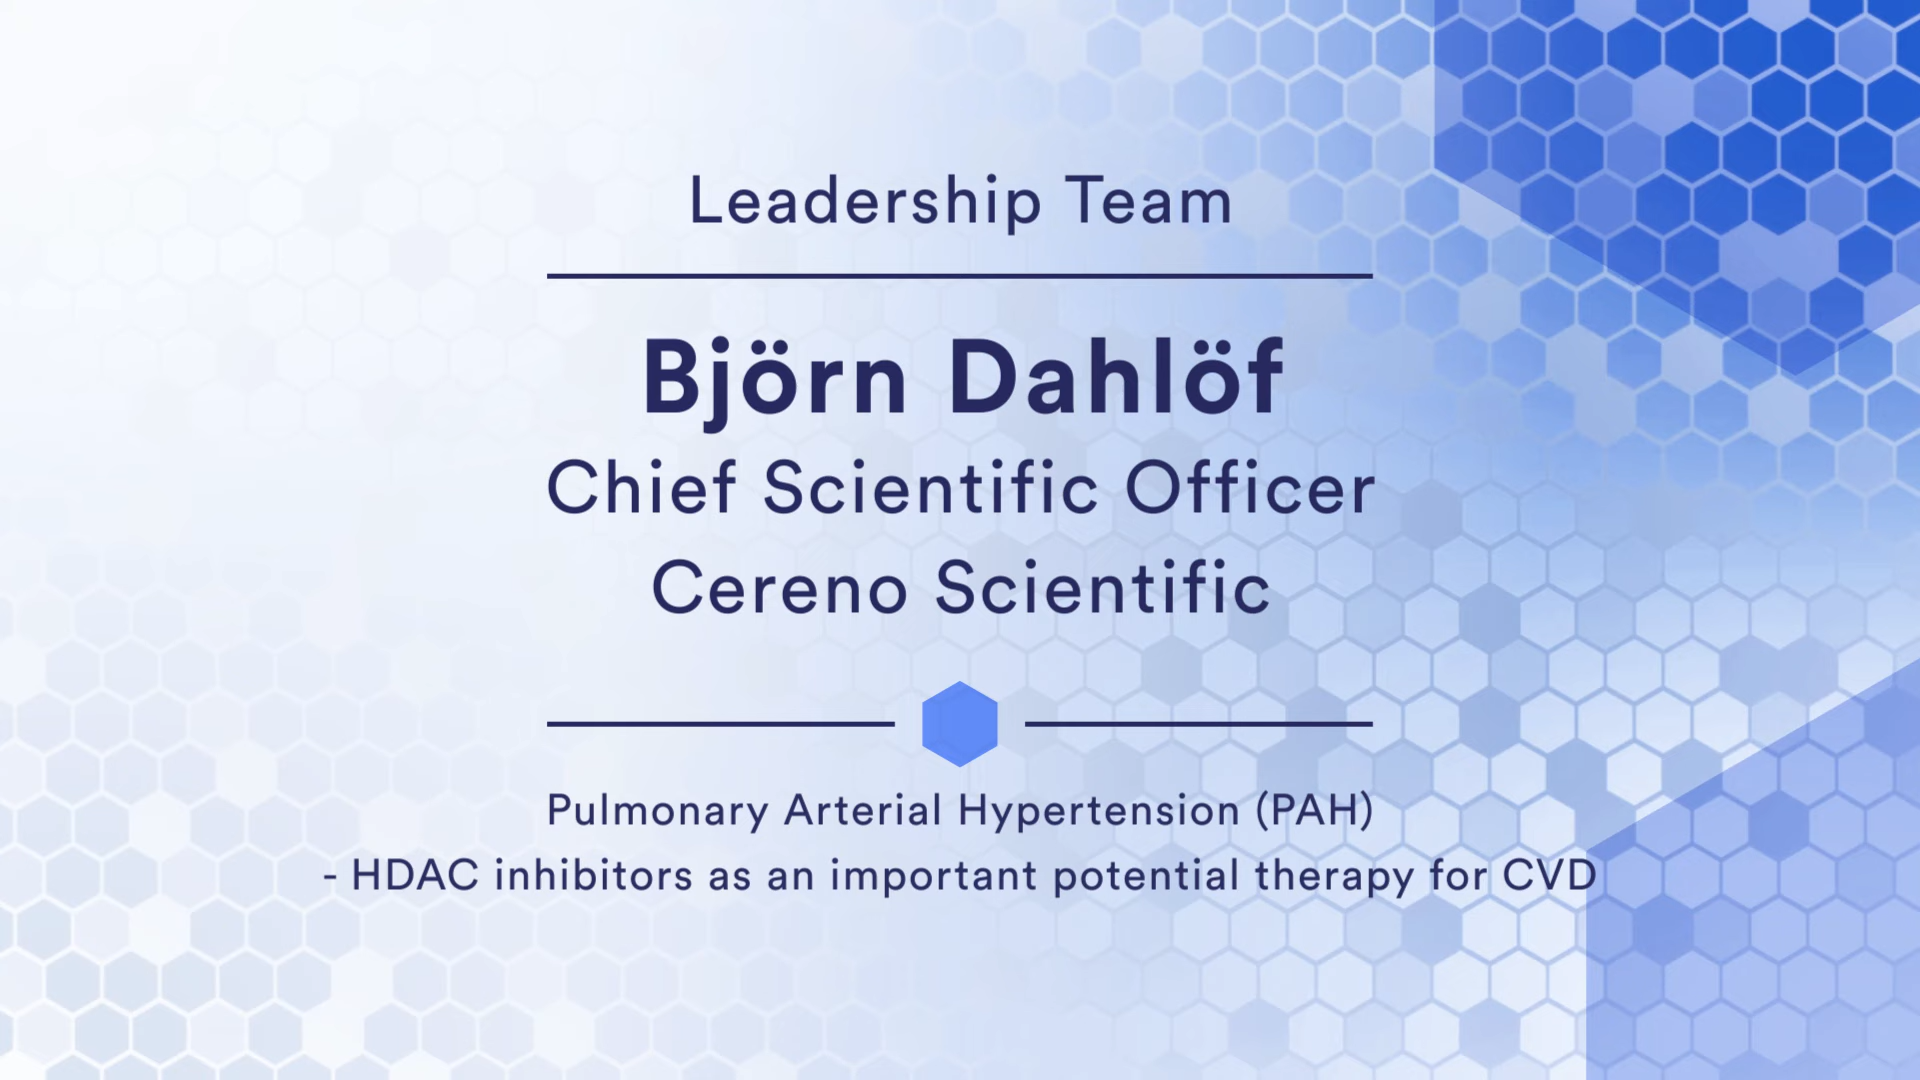 Leadership Team
Björn Dahlöf
Chief Scientific Officer
Cereno Scientific
Pulmonary Arterial Hypertension (PAH)
- HDAC inhibitors as an important potential therapy for CVD